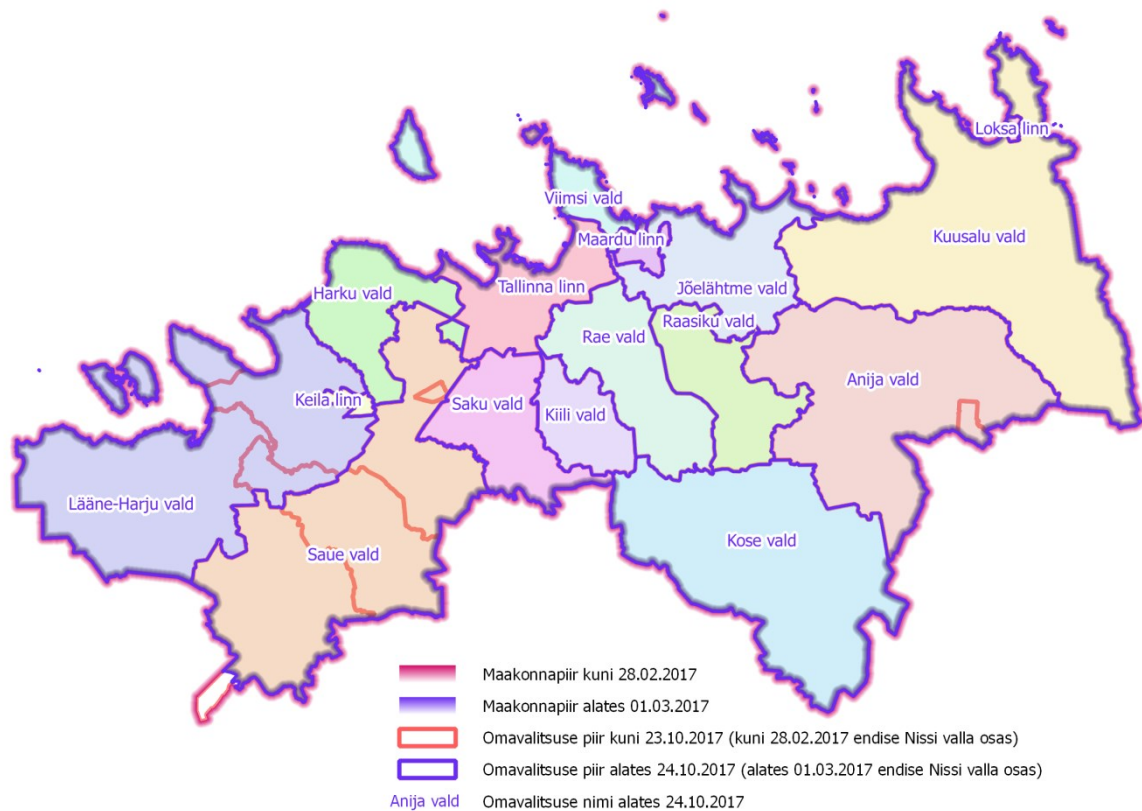 Loksa linn
Viimsi vald
Maardu linn
Kuusalu vald
Harku vald
Tallinna linn
Jõelähtme vald
Raasiku vald
Rae vald
Anija vald
Keila linn
Saku vald
Kiili vald
Lääne-Harju vald
Kose vald
Saue vald
Maakonnapiir kuni 28.02.2017
Maakonnapiir alates 01.03.2017
Omavalitsuse piir kuni 23.10.2017 (kuni 28.02.2017 endise Nissi valla osas)
Omavalitsuse piir alates 24.10.2017 (alates 01.03.2017 endise Nissi valla osas)
Anija vald Omavalitsuse nimi alates 24.10.2017